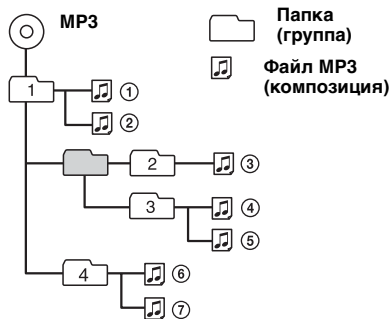 MP3
Папка
(группа)
Файл MP3
(композиция)
1
①
②
2
③
3
④
⑤
4
⑥
⑦